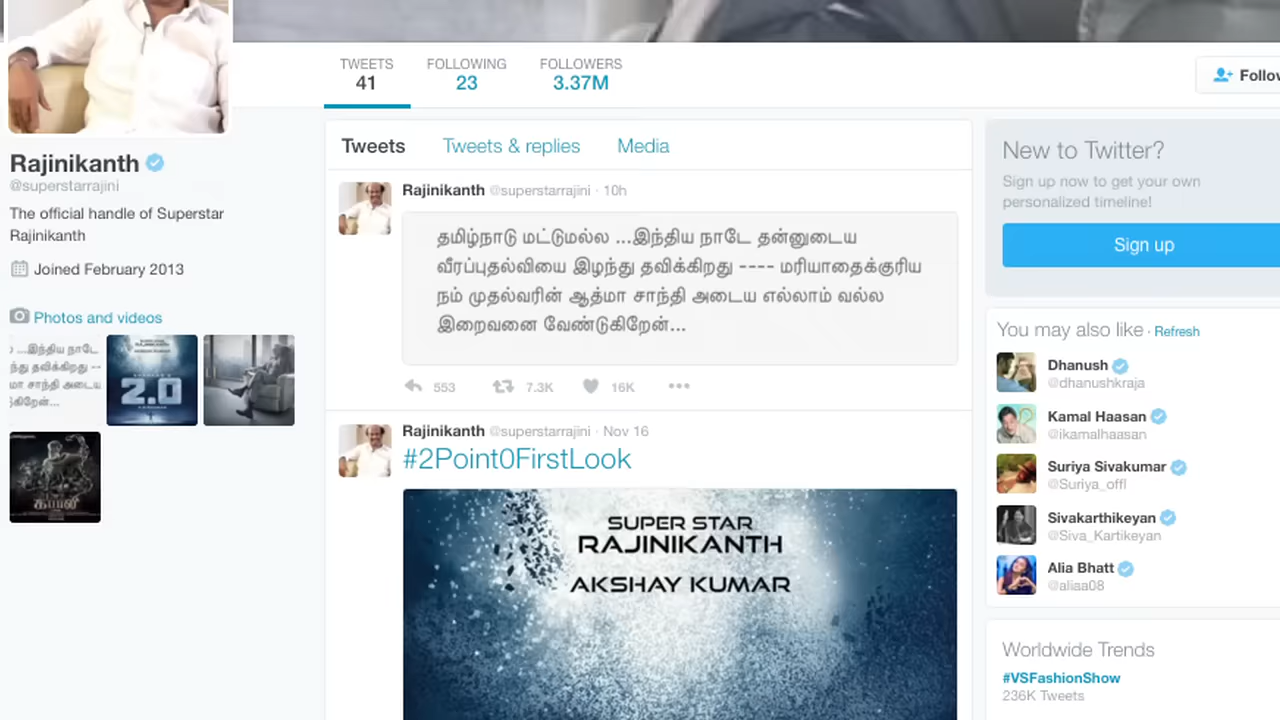 TWEETS FOLLOWING FOLLOWERS
41 23 3.37M
Rajinikanth
@superstarrajini
The official handle of Superstar
Rajinikanth
Joined February 2013
Photos and videos
...இந்திய நாடே
ந்து தவிக்கிறது --
மா சாந்தி அடைய
கிறேன்...
2.0
கபாலி
Tweets Tweets & replies Media
Rajinikanth @superstarrajini · 10h
தமிழ்நாடு மட்டுமல்ல ...இந்திய நாடே தன்னுடைய
வீரப்புதல்வியை இழந்து தவிக்கிறது ---- மரியாதைக்குரிய
நம் முதல்வரின் ஆத்மா சாந்தி அடைய எல்லாம் வல்ல
இறைவனை வேண்டுகிறேன்...
553 7.3K 16K
Rajinikanth @superstarrajini · Nov 16
#2Point0FirstLook
SUPER STAR
RAJINIKANTH
AKSHAY KUMAR
New to Twitter?
Sign up now to get your own
personalized timeline!
Sign up
You may also like · Refresh
Dhanush
@dhanushkraja
Kamal Haasan
@ikamalhaasan
Suriya Sivakumar
@Suriya_offl
Sivakarthikeyan
@Siva_Kartikeyan
Alia Bhatt
@aliaa08
Worldwide Trends
#VSFashionShow
236K Tweets